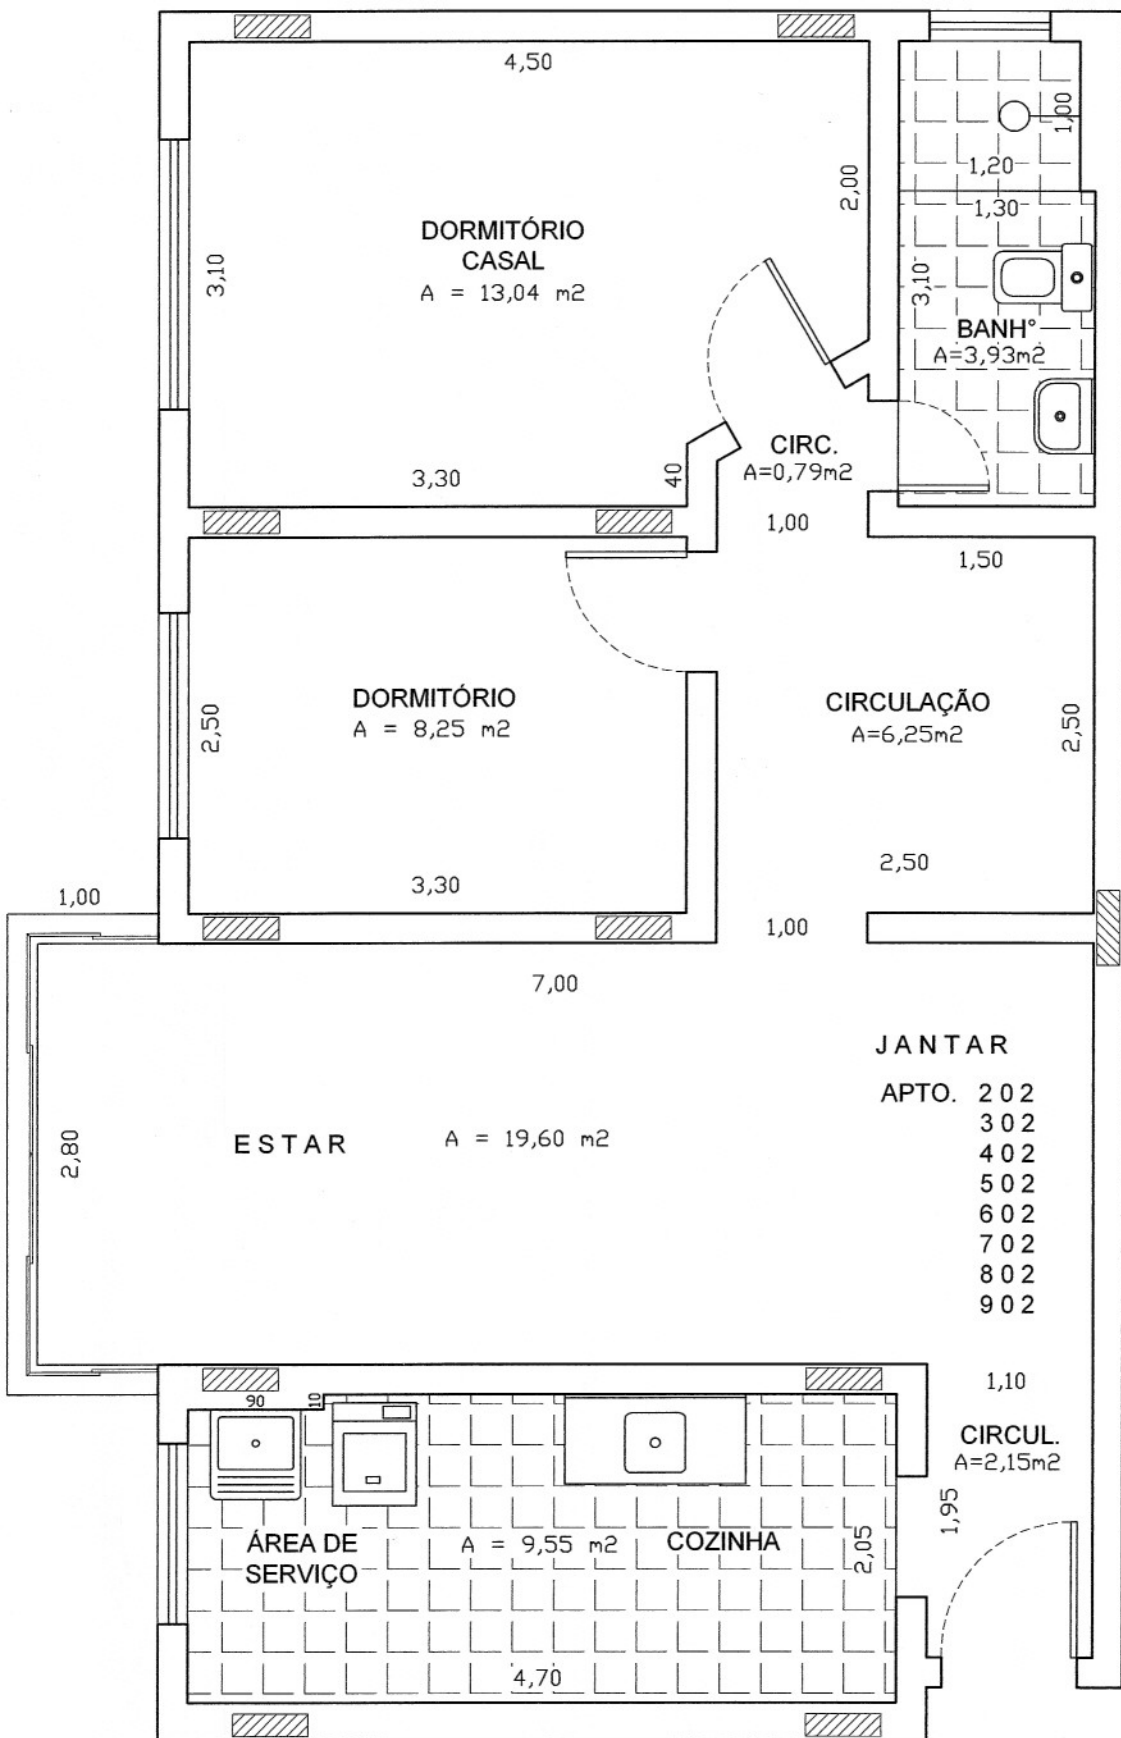 4,50
1,00
1,20
1,30
2,00
DORMITÓRIO
CASAL
A = 13,04 m2
3,10
3,10
BANH°
A=3,93m2
CIRC.
A=0,79m2
3,30
40
1,00
1,50
DORMITÓRIO
A = 8,25 m2
2,50
CIRCULAÇÃO
A=6,25m2
2,50
2,50
3,30
1,00
1,00
7,00
JANTAR
APTO. 202
302
402
502
602
702
802
902
ESTAR
A = 19,60 m2
2,80
1,10
90
10
CIRCUL.
A=2,15m2
1,95
ÁREA DE
SERVIÇO
A = 9,55 m2
COZINHA
2,05
4,70